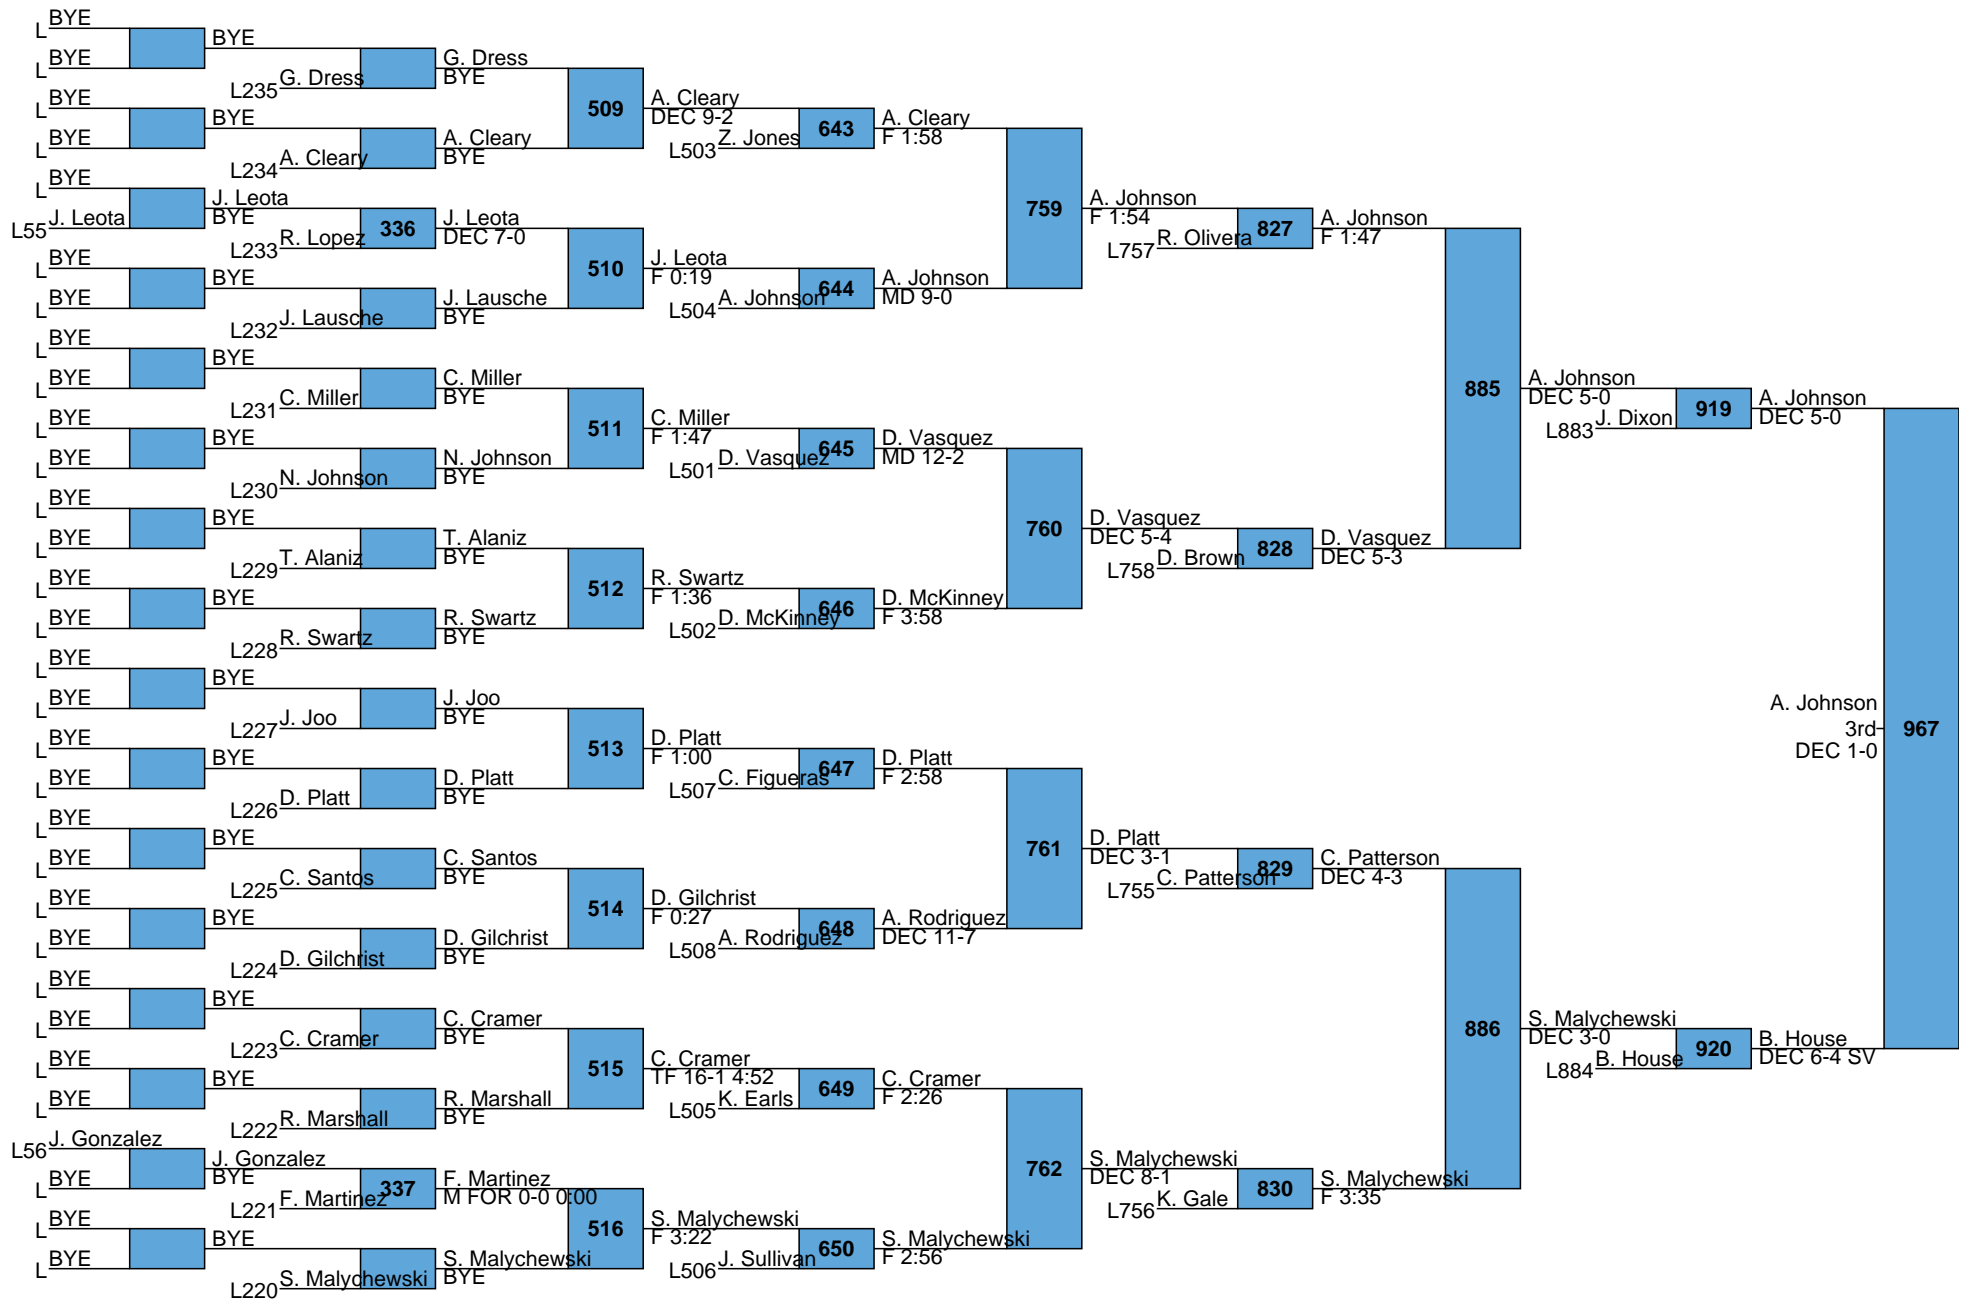 BYE
L
BYE
L
BYE
L
BYE
L
BYE
L
J. Leota
L55
BYE
L
BYE
L
BYE
L
BYE
L
BYE
L
BYE
L
BYE
L
BYE
L
BYE
L
BYE
L
BYE
L
BYE
L
BYE
L
BYE
L
BYE
L
BYE
L
BYE
L
BYE
L
BYE
L
BYE
L
BYE
L
BYE
L
J. Gonzalez
L56
BYE
L
BYE
L
BYE
L
BYE
G. Dress
L235
BYE
A. Cleary
L234
J. Leota
BYE
R. Lopez
L233
BYE
J. Lausche
L232
BYE
C. Miller
L231
BYE
N. Johnson
L230
BYE
T. Alaniz
L229
BYE
R. Swartz
L228
BYE
J. Joo
L227
BYE
D. Platt
L226
BYE
C. Santos
L225
BYE
D. Gilchrist
L224
BYE
C. Cramer
L223
BYE
R. Marshall
L222
J. Gonzalez
BYE
F. Martinez
L221
BYE
S. Malychewski
L220
336
337
G. Dress
BYE
A. Cleary
BYE
J. Leota
DEC 7-0
J. Lausche
BYE
C. Miller
BYE
N. Johnson
BYE
T. Alaniz
BYE
R. Swartz
BYE
J. Joo
BYE
D. Platt
BYE
C. Santos
BYE
D. Gilchrist
BYE
C. Cramer
BYE
R. Marshall
BYE
F. Martinez
M FOR 0-0 0:00
S. Malychewski
BYE
509
510
511
512
513
514
515
516
A. Cleary
DEC 9-2
Z. Jones
L503
J. Leota
F 0:19
A. Johnson
L504
C. Miller
F 1:47
D. Vasquez
L501
R. Swartz
F 1:36
D. McKinney
L502
D. Platt
F 1:00
C. Figueras
L507
D. Gilchrist
F 0:27
A. Rodriguez
L508
C. Cramer
TF 16-1 4:52
K. Earls
L505
S. Malychewski
F 3:22
J. Sullivan
L506
643
644
645
646
647
648
649
650
A. Cleary
F 1:58
A. Johnson
MD 9-0
D. Vasquez
MD 12-2
D. McKinney
F 3:58
D. Platt
F 2:58
A. Rodriguez
DEC 11-7
C. Cramer
F 2:26
S. Malychewski
F 2:56
759
760
761
762
A. Johnson
F 1:54
R. Olivera
L757
D. Vasquez
DEC 5-4
D. Brown
L758
D. Platt
DEC 3-1
C. Patterson
L755
S. Malychewski
DEC 8-1
K. Gale
L756
827
828
829
830
A. Johnson
F 1:47
D. Vasquez
DEC 5-3
C. Patterson
DEC 4-3
S. Malychewski
F 3:35
885
886
A. Johnson
DEC 5-0
J. Dixon
L883
S. Malychewski
DEC 3-0
B. House
L884
919
920
A. Johnson
DEC 5-0
B. House
DEC 6-4 SV
A. Johnson
3rd
DEC 1-0
967